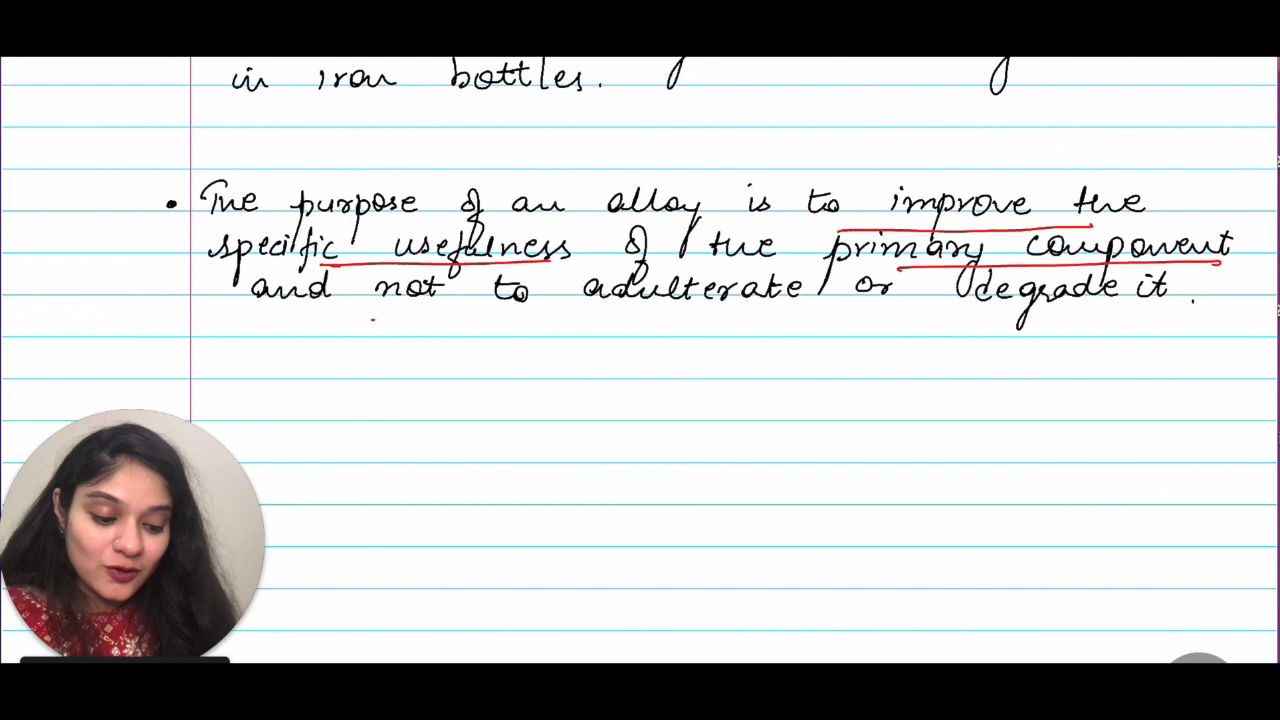 in iron bottles.
• The purpose of an alloy is to improve the
specific usefulness of the primary component
and not to adulterate or degrade it.